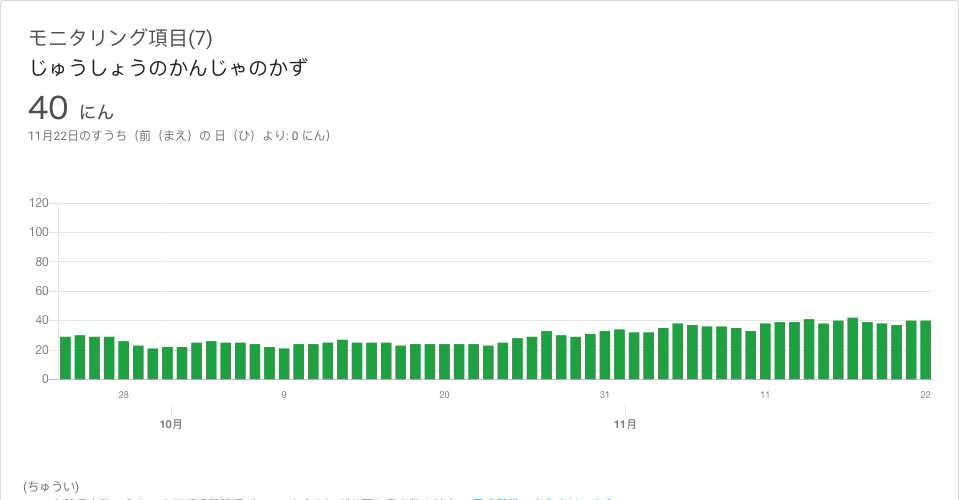 モニタリング項目(7)
じゅうしょうのかんじゃのかず
40 にん
11月22日のすうち（前（まえ）の 日（ひ）より: 0 にん）
120
100
80
60
40
20
0
28 9 20 31 11 22
10月 11月
(ちゅうい)